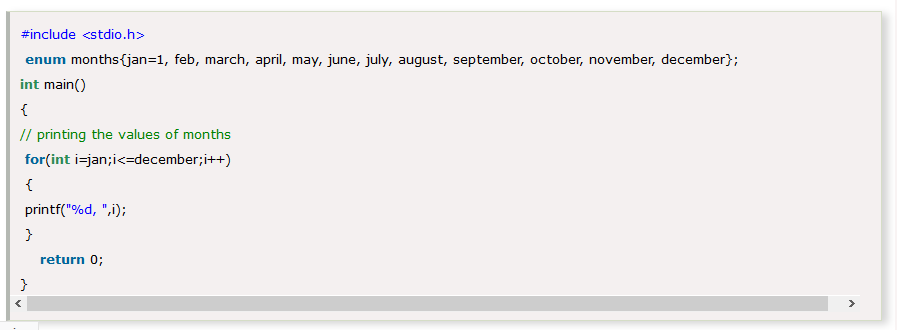 #include <stdio.h>
enum months{jan=1, feb, march, april, may, june, july, august, september, october, november, december};
int main()
{
// printing the values of months
for(int i=jan;i<=december;i++)
{
printf("%d, ",i);
}
return 0;
}